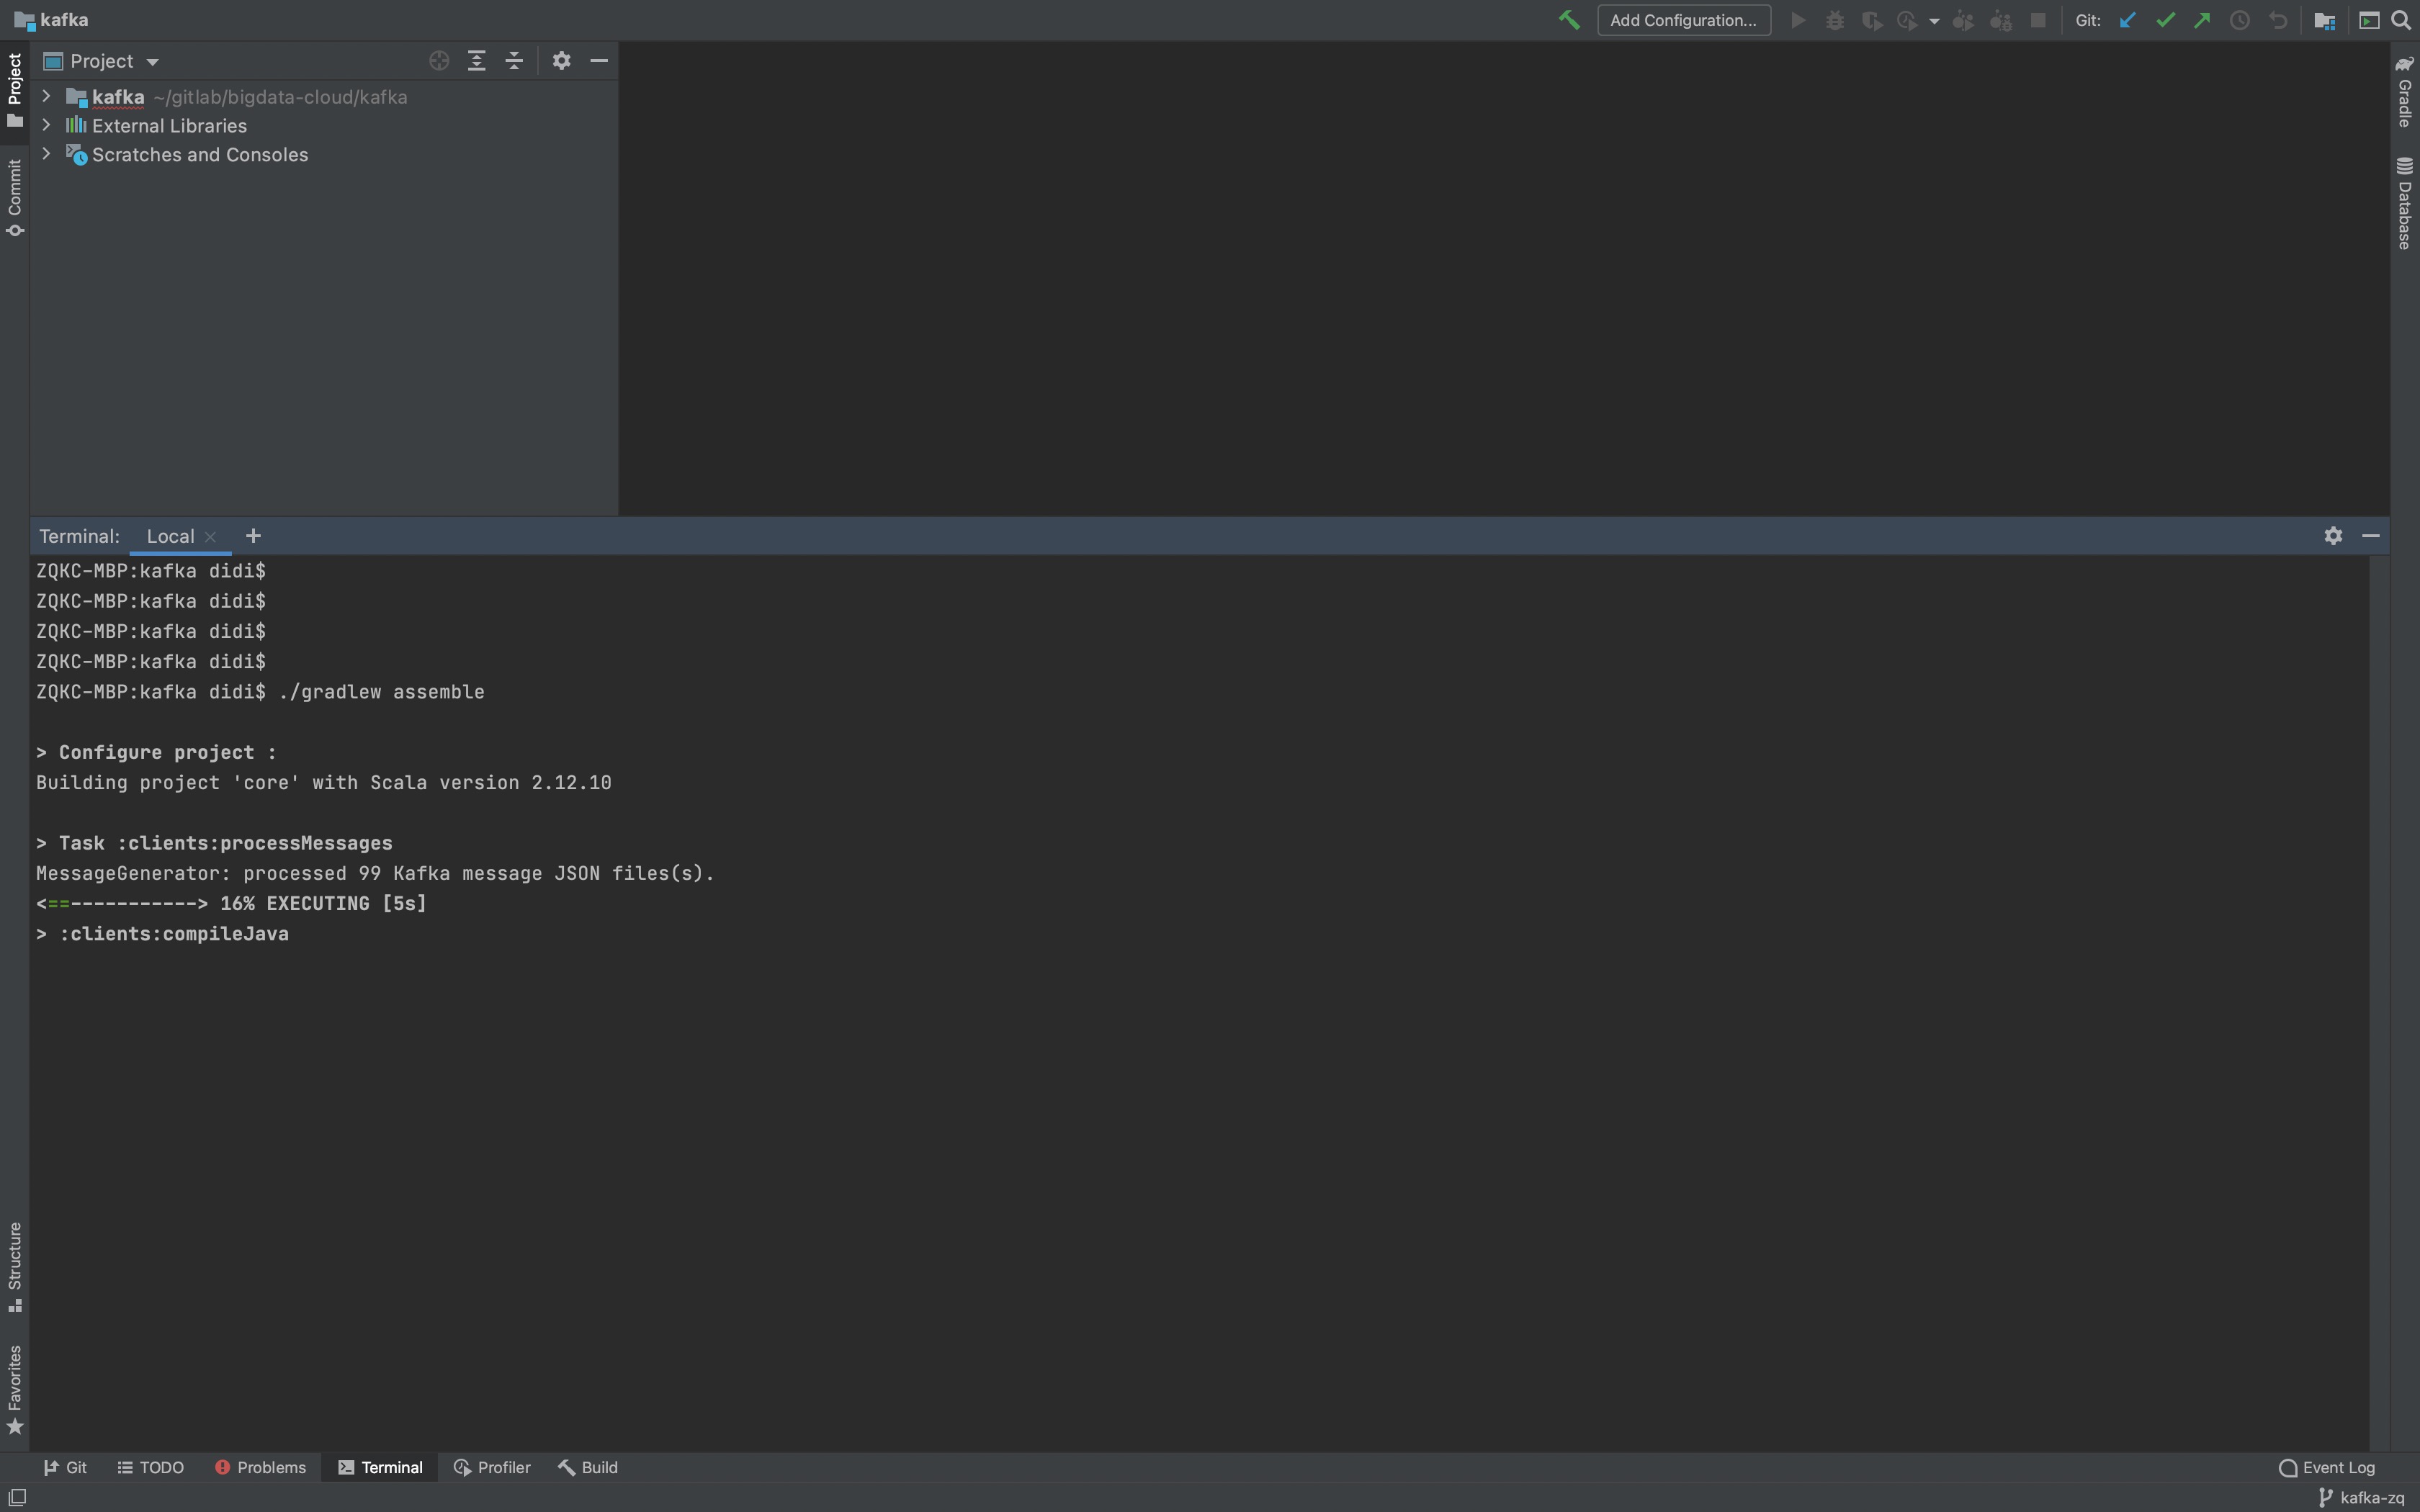 kafka
Add Configuration...
Git:
Project
Commit
Structure
Favorites
Project
kafka ~/gitlab/bigdata-cloud/kafka
External Libraries
Scratches and Consoles
Gradle
Database
Terminal: Local
ZQKC-MBP:kafka didi$
ZQKC-MBP:kafka didi$
ZQKC-MBP:kafka didi$
ZQKC-MBP:kafka didi$
ZQKC-MBP:kafka didi$ ./gradlew assemble
> Configure project :
Building project 'core' with Scala version 2.12.10
> Task :clients:processMessages
MessageGenerator: processed 99 Kafka message JSON files(s).
<==-----------> 16% EXECUTING [5s]
> :clients:compileJava
Git TODO Problems Terminal Profiler Build Event Log
kafka-zq